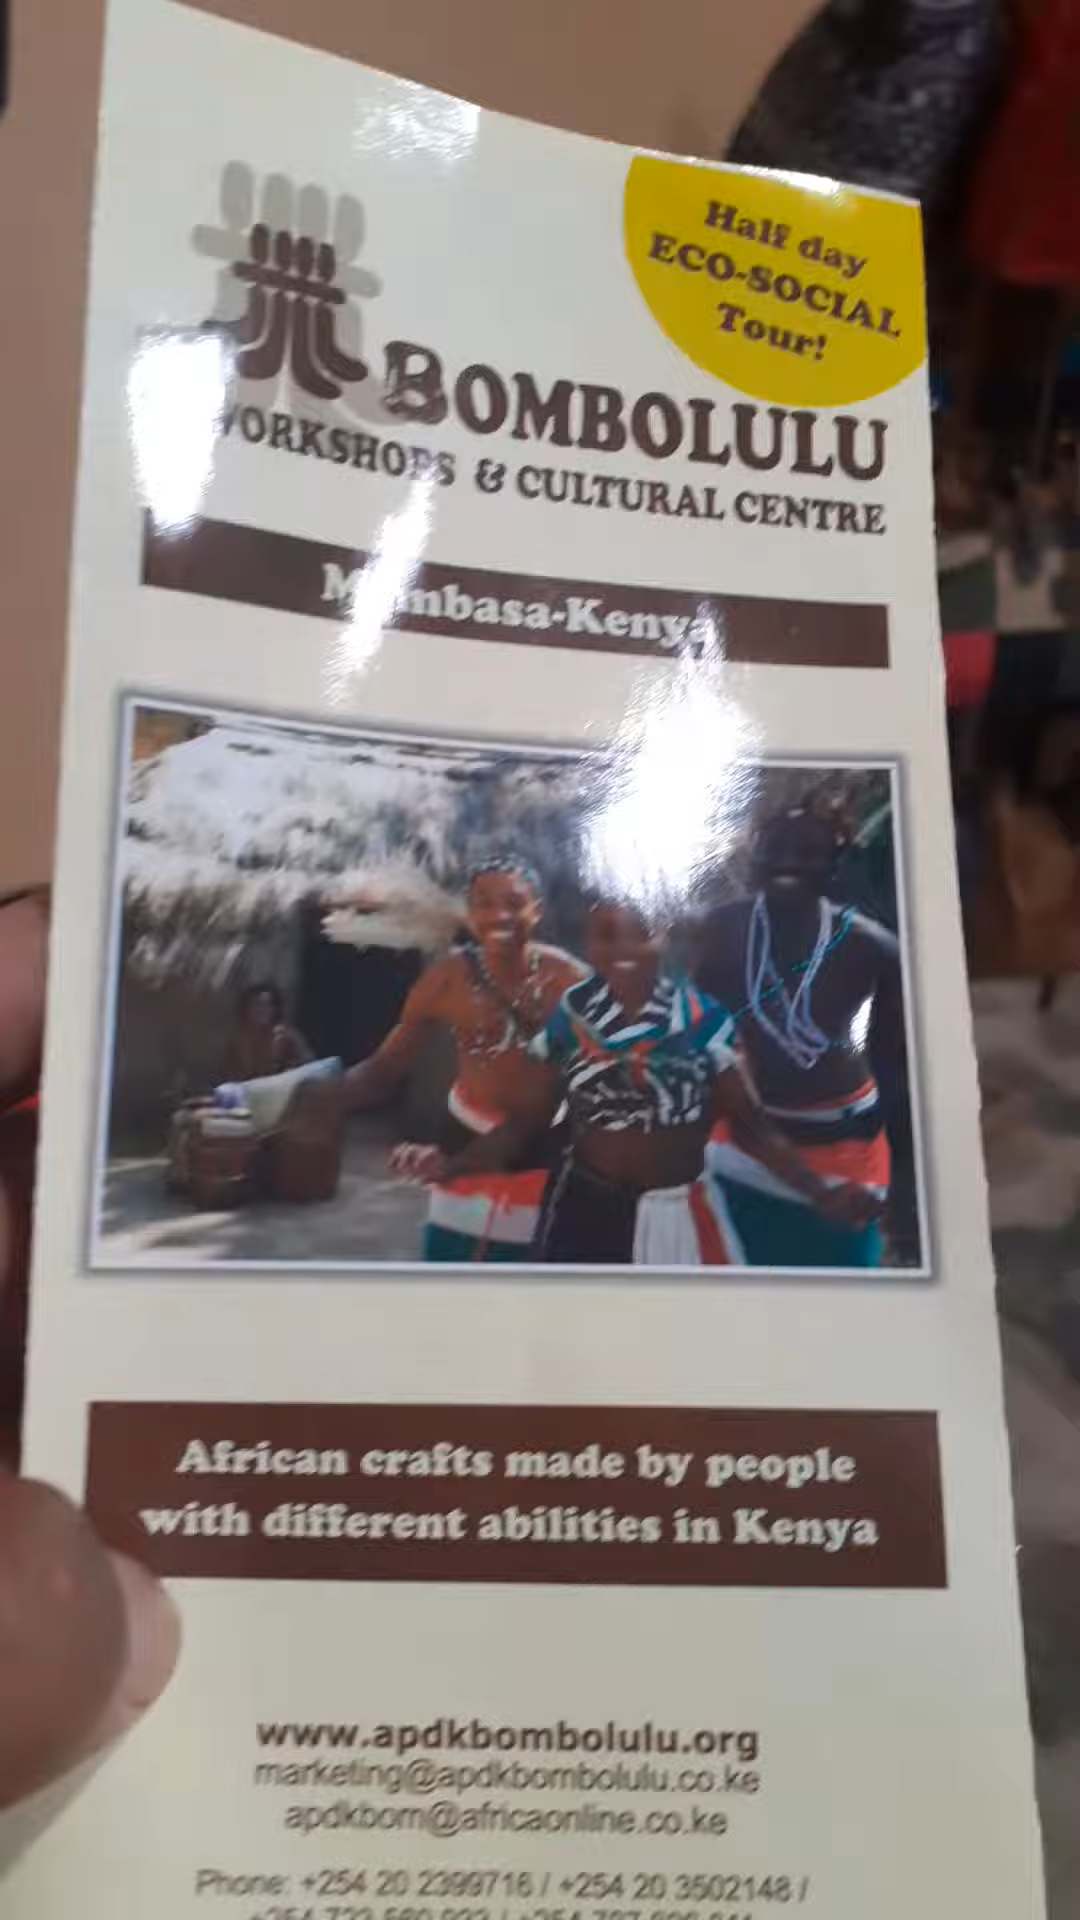 Half day
ECO-SOCIAL
Tour!
BOMBOLULU
WORKSHOPS & CULTURAL CENTRE
Mombasa-Kenya
African crafts made by people
with different abilities in Kenya
www.apdkbombolulu.org
marketing@apdkbombolulu.co.ke
apdkbom@africaonline.co.ke
Phone: +254 20 2399716 / +254 20 3502148 /